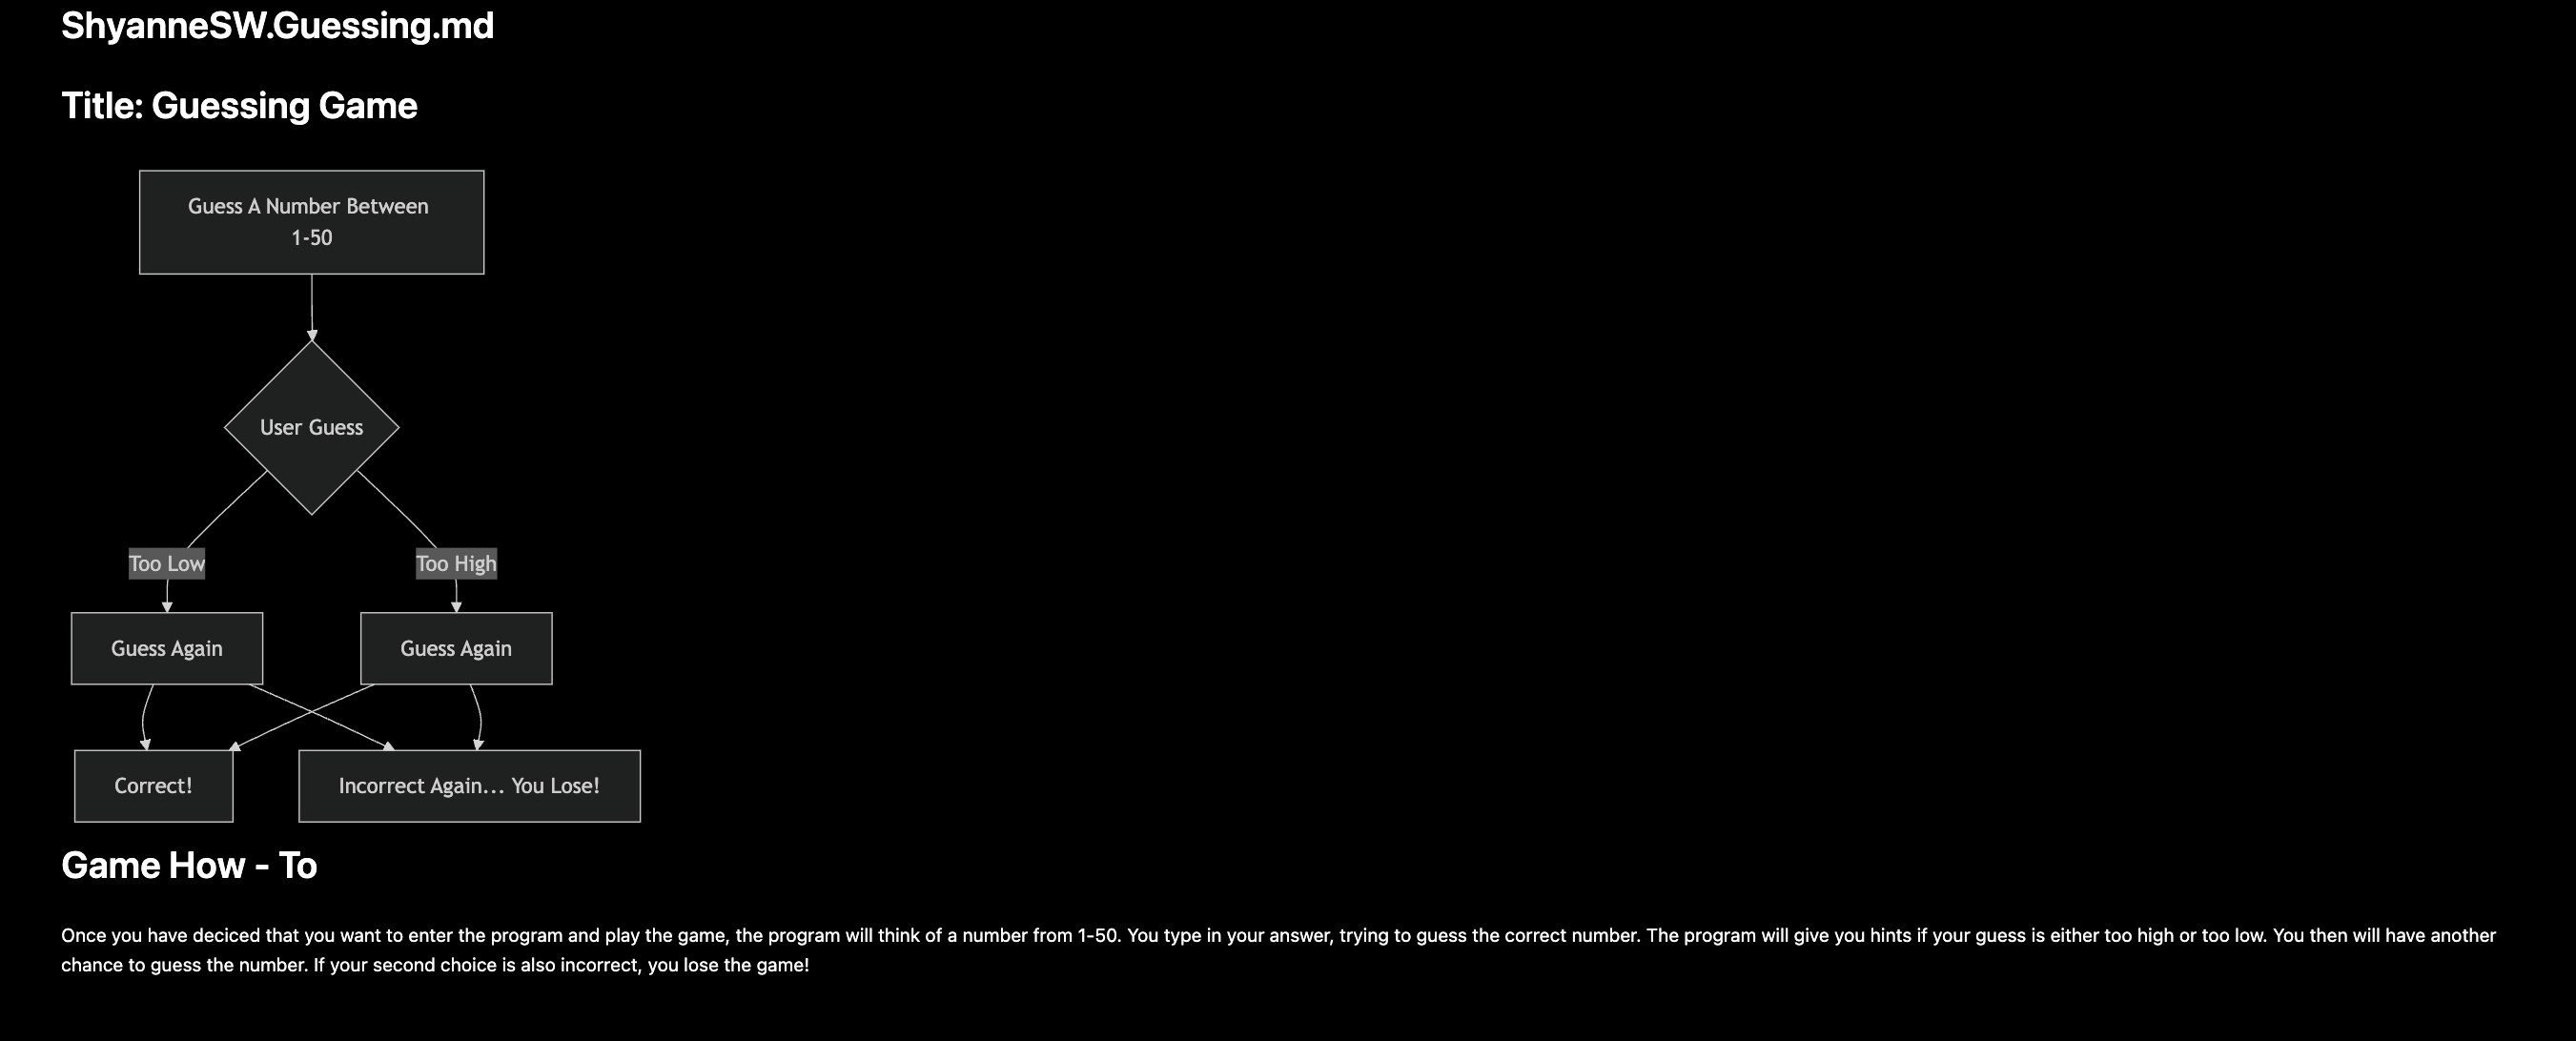 ShyanneSW.Guessing.md
Title: Guessing Game
Guess A Number Between
1-50
User Guess
Too Low
Too High
Guess Again
Guess Again
Correct!
Incorrect Again... You Lose!
Game How - To
Once you have deciced that you want to enter the program and play the game, the program will think of a number from 1-50. You type in your answer, trying to guess the correct number. The program will give you hints if your guess is either too high or too low. You then will have another
chance to guess the number. If your second choice is also incorrect, you lose the game!